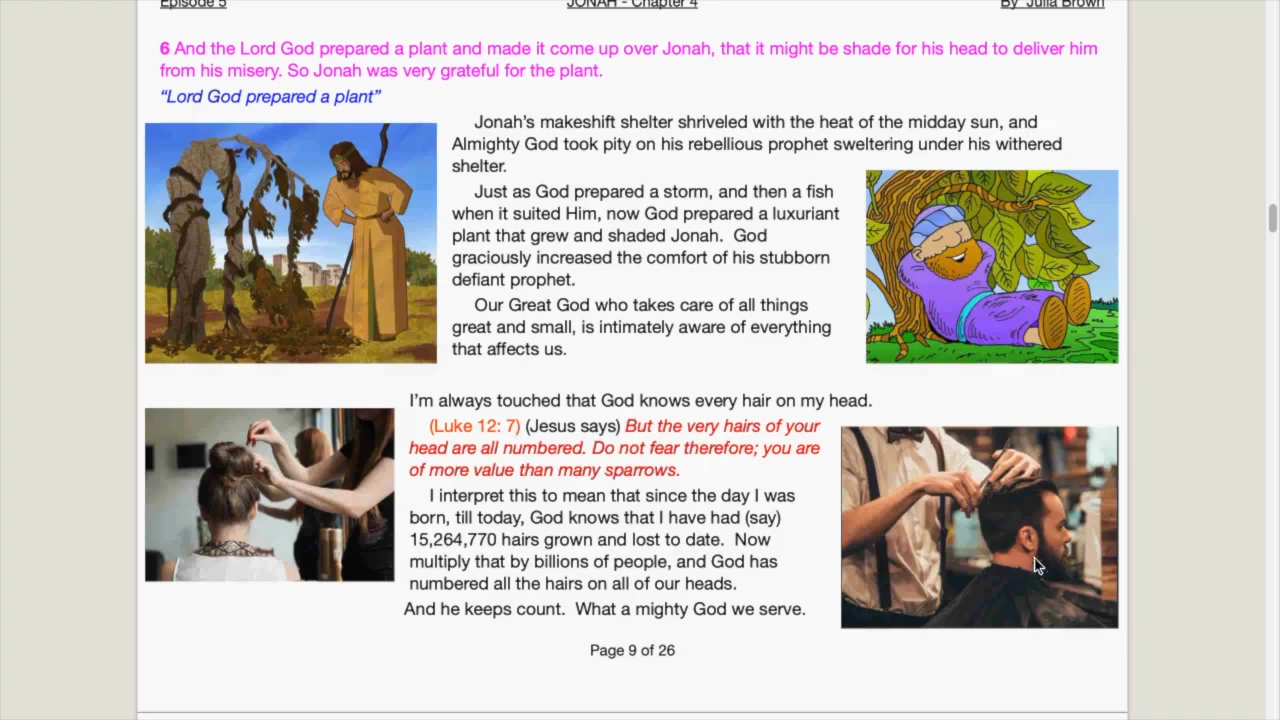 Episode 5 JONAH - Chapter 4 By Julia Brown
6 And the Lord God prepared a plant and made it come up over Jonah, that it might be shade for his head to deliver him
from his misery. So Jonah was very grateful for the plant.
“Lord God prepared a plant”
Jonah’s makeshift shelter shriveled with the heat of the midday sun, and
Almighty God took pity on his rebellious prophet sweltering under his withered
shelter.
Just as God prepared a storm, and then a fish
when it suited Him, now God prepared a luxuriant
plant that grew and shaded Jonah. God
graciously increased the comfort of his stubborn
defiant prophet.
Our Great God who takes care of all things
great and small, is intimately aware of everything
that affects us.
I’m always touched that God knows every hair on my head.
(Luke 12: 7) (Jesus says) But the very hairs of your
head are all numbered. Do not fear therefore; you are
of more value than many sparrows.
I interpret this to mean that since the day I was
born, till today, God knows that I have had (say)
15,264,770 hairs grown and lost to date. Now
multiply that by billions of people, and God has
numbered all the hairs on all of our heads.
And he keeps count. What a mighty God we serve.
Page 9 of 26